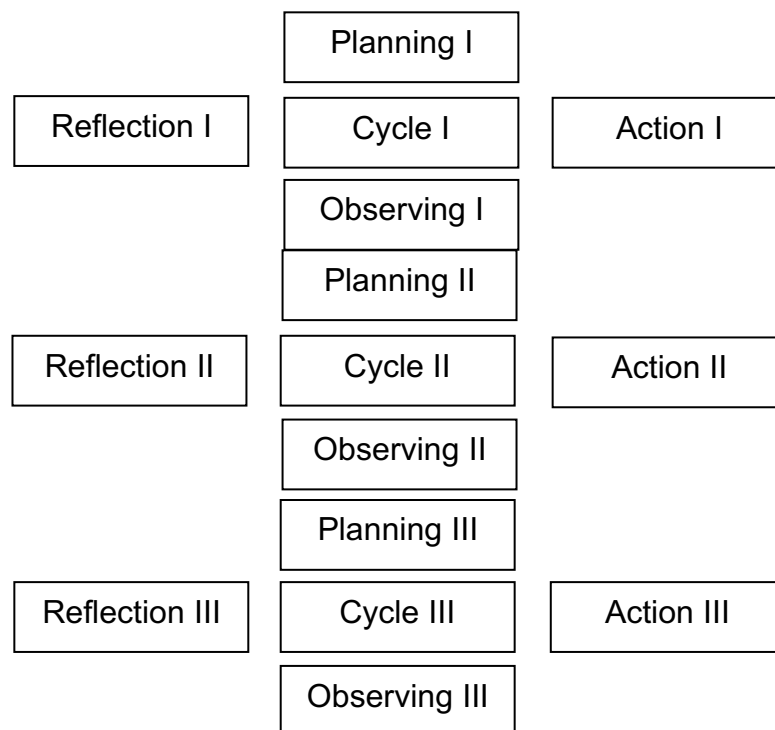 Planning I
Reflection I
Cycle I
Action I
Observing I
Planning II
Reflection II
Cycle II
Action II
Observing II
Planning III
Reflection III
Cycle III
Action III
Observing III